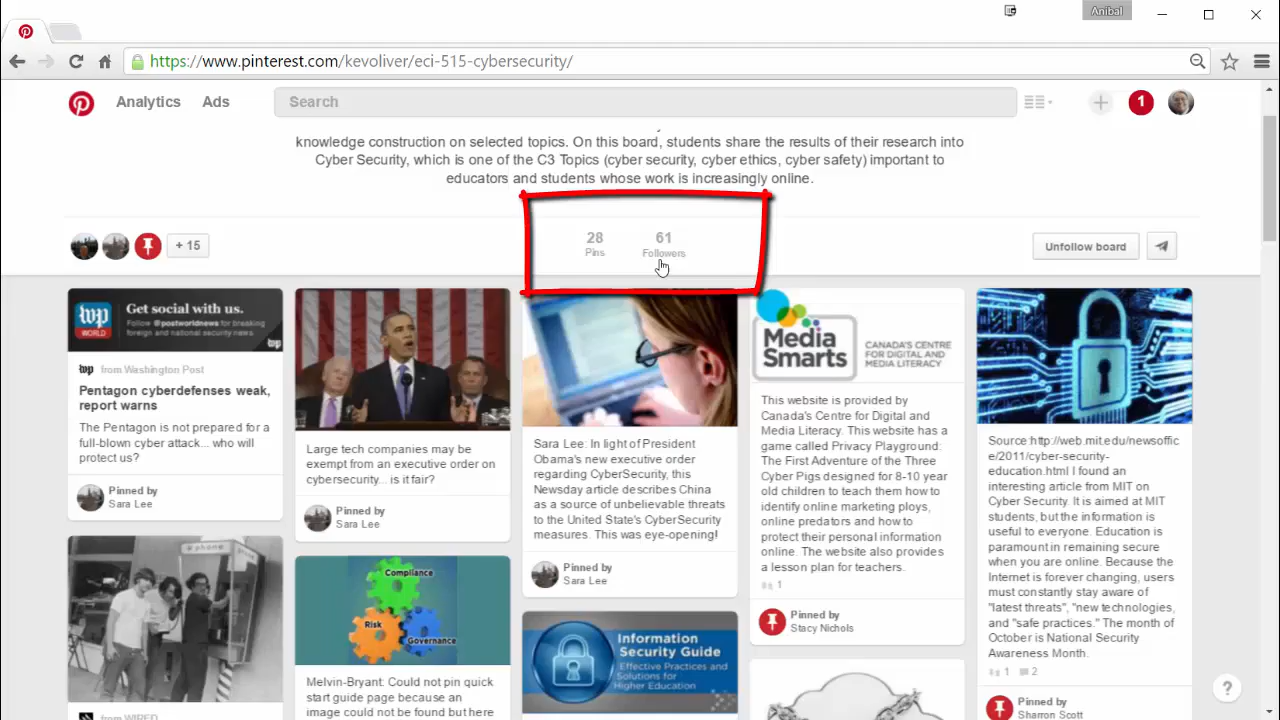 Anibal
https://www.pinterest.com/kevoliver/eci-515-cybersecurity/
Analytics
Ads
Search
1
knowledge construction on selected topics. On this board, students share the results of their research into
Cyber Security, which is one of the C3 Topics (cyber security, cyber ethics, cyber safety) important to
educators and students whose work is increasingly online.
+ 15
28
Pins
61
Followers
Unfollow board
wp
WORLD
Get social with us.
Follow @postworldnews for breaking
foreign and national security news.
wp
wp from Washington Post
Pentagon cyberdefenses weak,
report warns
The Pentagon is not prepared for a
full-blown cyber attack... who will
protect us?
Pinned by
Sara Lee
phone
from WIRED
Large tech companies may be
exempt from an executive order on
cybersecurity... is it fair?
Pinned by
Sara Lee
Compliance
Risk
Governance
Melvin-Bryant: Could not pin quick
start guide page because an
image could not be found but here
Sara Lee: In light of President
Obama's new executive order
regarding CyberSecurity, this
Newsday article describes China
as a source of unbelievable threats
to the United State's CyberSecurity
measures. This was eye-opening!
Pinned by
Sara Lee
Information
Security Guide
Effective Practices and
Solutions for
Higher Education
Media
Smarts
CANADA'S CENTRE
FOR DIGITAL AND
MEDIA LITERACY
This website is provided by
Canada's Centre for Digital and
Media Literacy. This website has a
game called Privacy Playground:
The First Adventure of the Three
Cyber Pigs designed for 8-10 year
old children to teach them how to
identify online marketing ploys,
online predators and how to
protect their personal information
online. The website also provides
a lesson plan for teachers.
1
Pinned by
Stacy Nichols
Source http://web.mit.edu/newsoffic
e/2011/cyber-security-
education.html I found an
interesting article from MIT on
Cyber Security. It is aimed at MIT
students, but the information is
useful to everyone. Education is
paramount in remaining secure
when you are online. Because the
Internet is forever changing, users
must constantly stay aware of
"latest threats", "new technologies,
and "safe practices." The month of
October is National Security
Awareness Month.
1 2
Pinned by
Sharron Scott
?